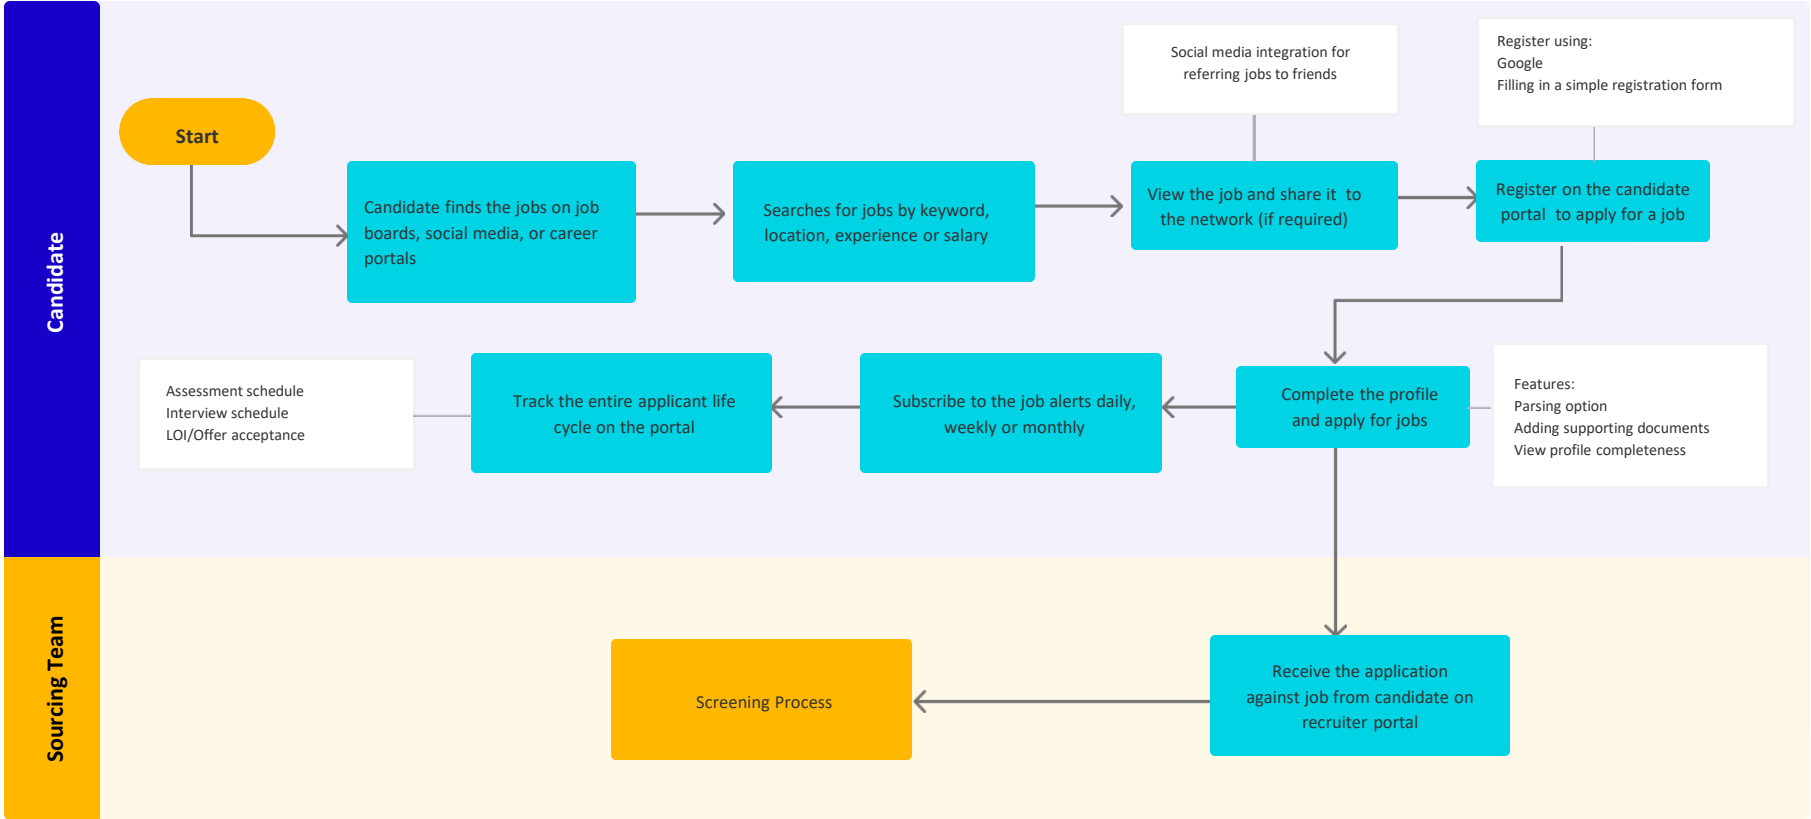 Candidate
Start
Candidate finds the jobs on job
boards, social media, or career
portals
Searches for jobs by keyword,
location, experience or salary
Social media integration for
referring jobs to friends
View the job and share it  to
the network (if required)
Register using:
Google
Filling in a simple registration form
Register on the candidate
portal  to apply for a job
Complete the profile
and apply for jobs
Features:
Parsing option
Adding supporting documents
View profile completeness
Subscribe to the job alerts daily,
weekly or monthly
Track the entire applicant life
cycle on the portal
Assessment schedule
Interview schedule
LOI/Offer acceptance
Sourcing Team
Receive the application
against job from candidate on
recruiter portal
Screening Process